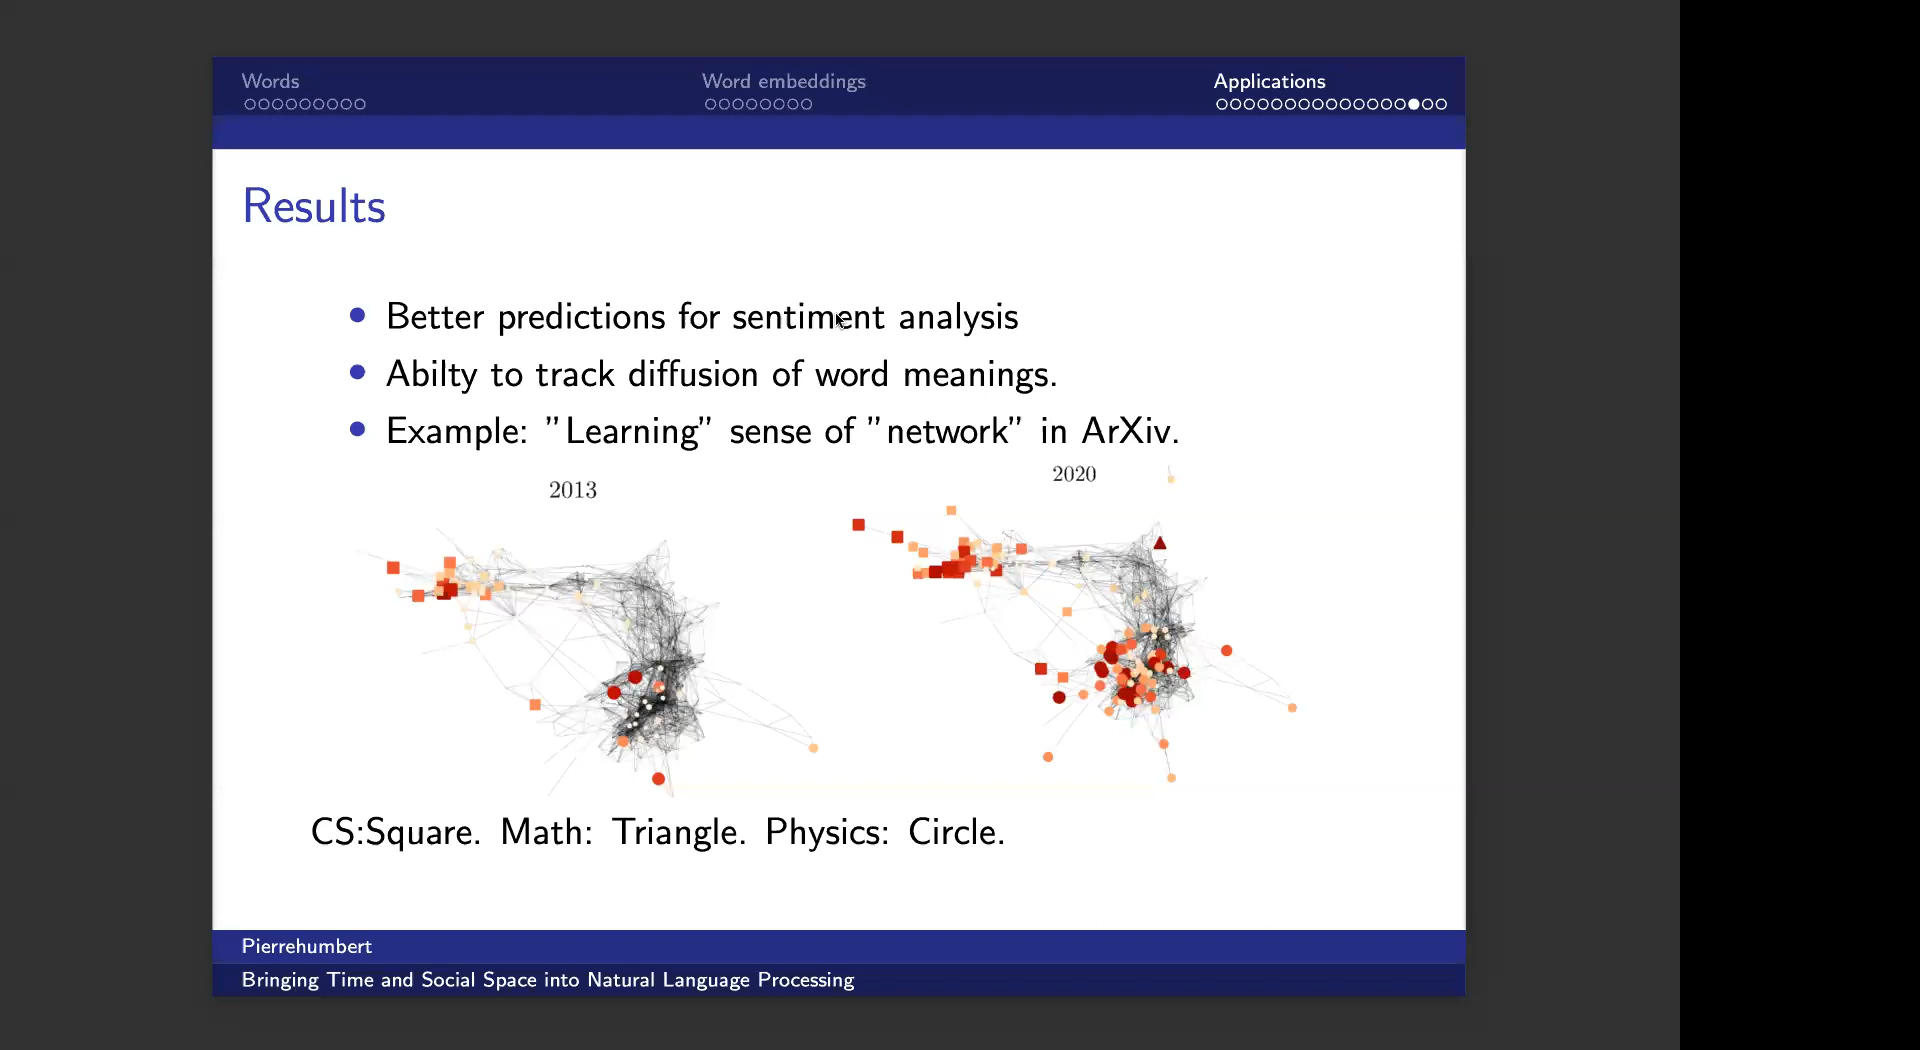 Words
Word embeddings
Applications
Results
Better predictions for sentiment analysis
Abilty to track diffusion of word meanings.
Example: ”Learning” sense of ”network” in ArXiv.
2013
2020
CS:Square. Math: Triangle. Physics: Circle.
Pierrehumbert
Bringing Time and Social Space into Natural Language Processing